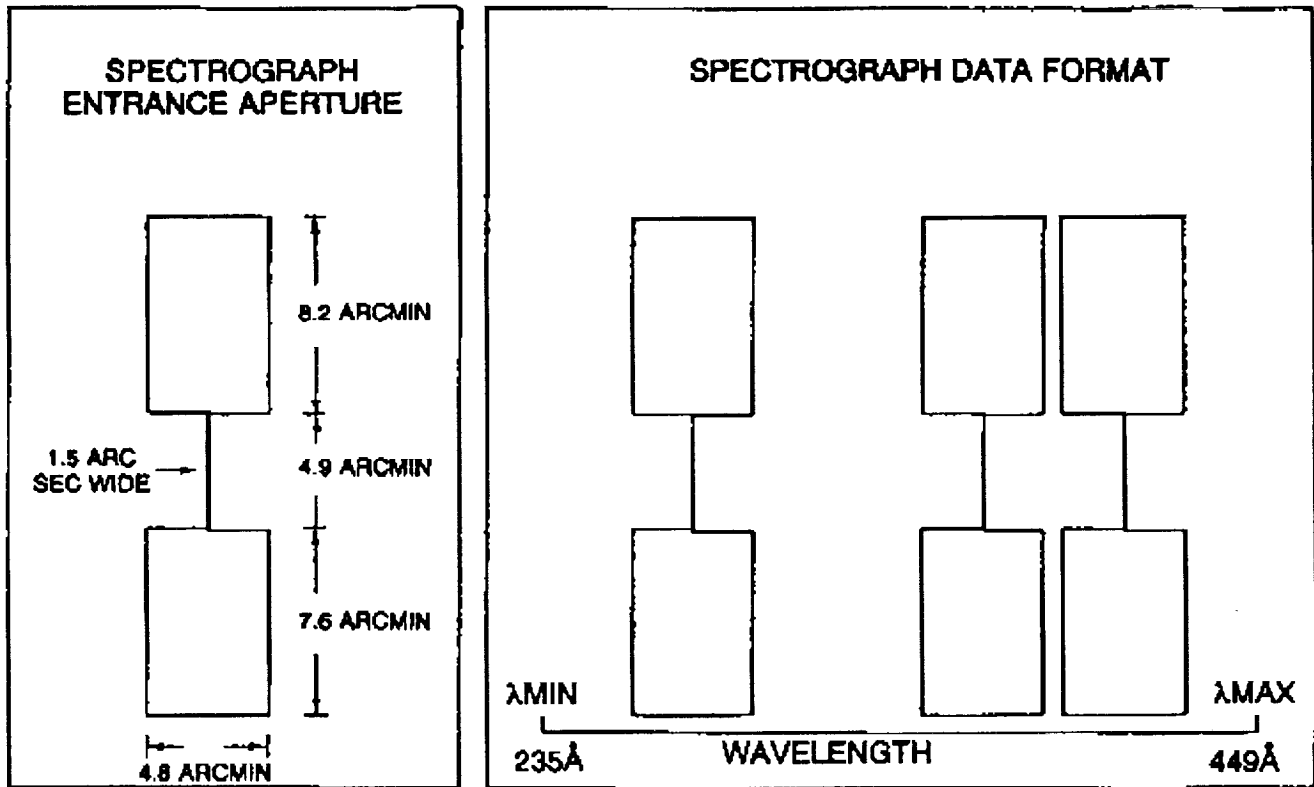 SPECTROGRAPH
ENTRANCE APERTURE
8.2 ARCMIN
1.5 ARC
SEC WIDE
4.9 ARCMIN
7.6 ARCMIN
4.8 ARCMIN
SPECTROGRAPH DATA FORMAT
λMIN
λMAX
235Å
WAVELENGTH
449Å